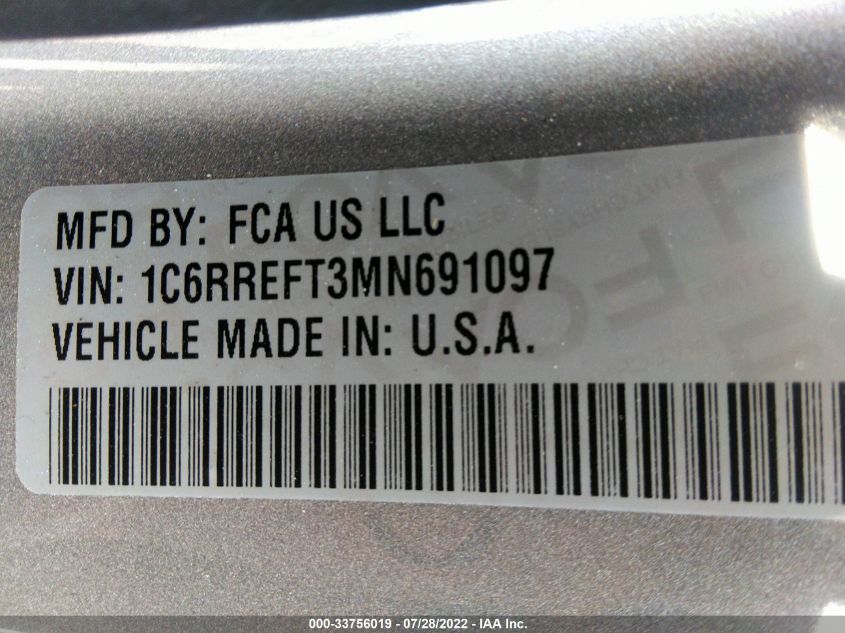 MFD BY: FCA US LLC
VIN: 1C6RREFT3MN691097
VEHICLE MADE IN: U.S.A.
000-33756019 - 07/28/2022 - IAA Inc.